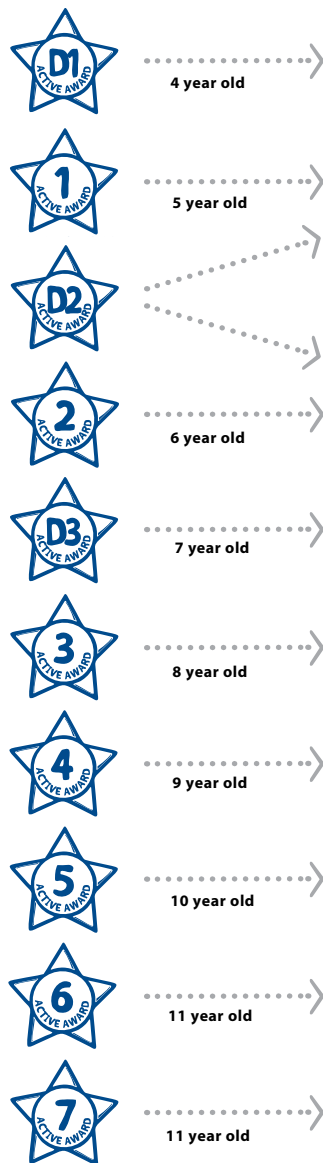 D1
ACTIVE AWARD
4 year old
1
ACTIVE AWARD
5 year old
D2
ACTIVE AWARD
2
ACTIVE AWARD
6 year old
D3
ACTIVE AWARD
7 year old
3
ACTIVE AWARD
8 year old
4
ACTIVE AWARD
9 year old
5
ACTIVE AWARD
10 year old
6
ACTIVE AWARD
11 year old
7
ACTIVE AWARD
11 year old